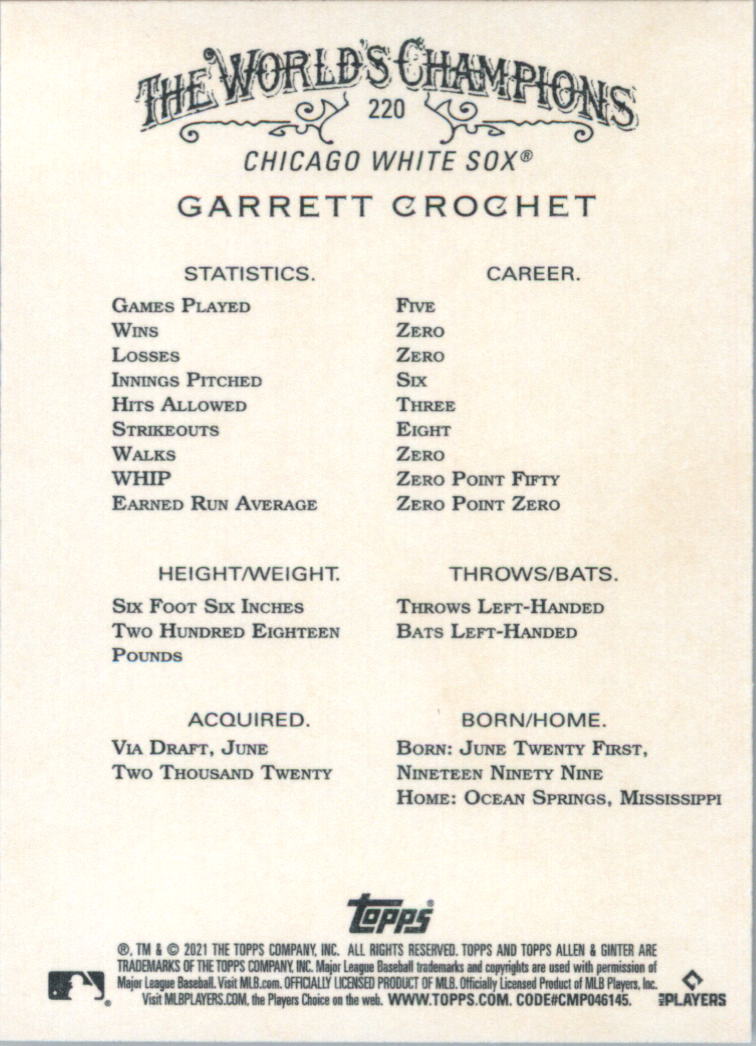 THE WORLD'S CHAMPIONS
220
CHICAGO WHITE SOX®
GARRETT CROCHET
STATISTICS. CAREER.
GAMES PLAYED FIVE
WINS ZERO
LOSSES ZERO
INNINGS PITCHED SIX
HITS ALLOWED THREE
STRIKEOUTS EIGHT
WALKS ZERO
WHIP ZERO POINT FIFTY
EARNED RUN AVERAGE ZERO POINT ZERO
HEIGHT/WEIGHT. THROWS/BATS.
SIX FOOT SIX INCHES THROWS LEFT-HANDED
TWO HUNDRED EIGHTEEN BATS LEFT-HANDED
POUNDS
ACQUIRED. BORN/HOME.
VIA DRAFT, JUNE BORN: JUNE TWENTY FIRST,
TWO THOUSAND TWENTY NINETEEN NINETY NINE
HOME: OCEAN SPRINGS, MISSISSIPPI
Topps®
®, TM & © 2021 THE TOPPS COMPANY, INC. ALL RIGHTS RESERVED. TOPPS AND TOPPS ALLEN & GINTER ARE
TRADEMARKS OF THE TOPPS COMPANY, INC. Major League Baseball trademarks and copyrights are used with permission of
Major League Baseball. Visit MLB.com. OFFICIALLY LICENSED PRODUCT OF MLB. Officially Licensed Product of MLB Players, Inc.
Visit MLBPLAYERS.COM, the Players Choice on the web. WWW.TOPPS.COM. CODE#CMP046145.
MLB PLAYERS